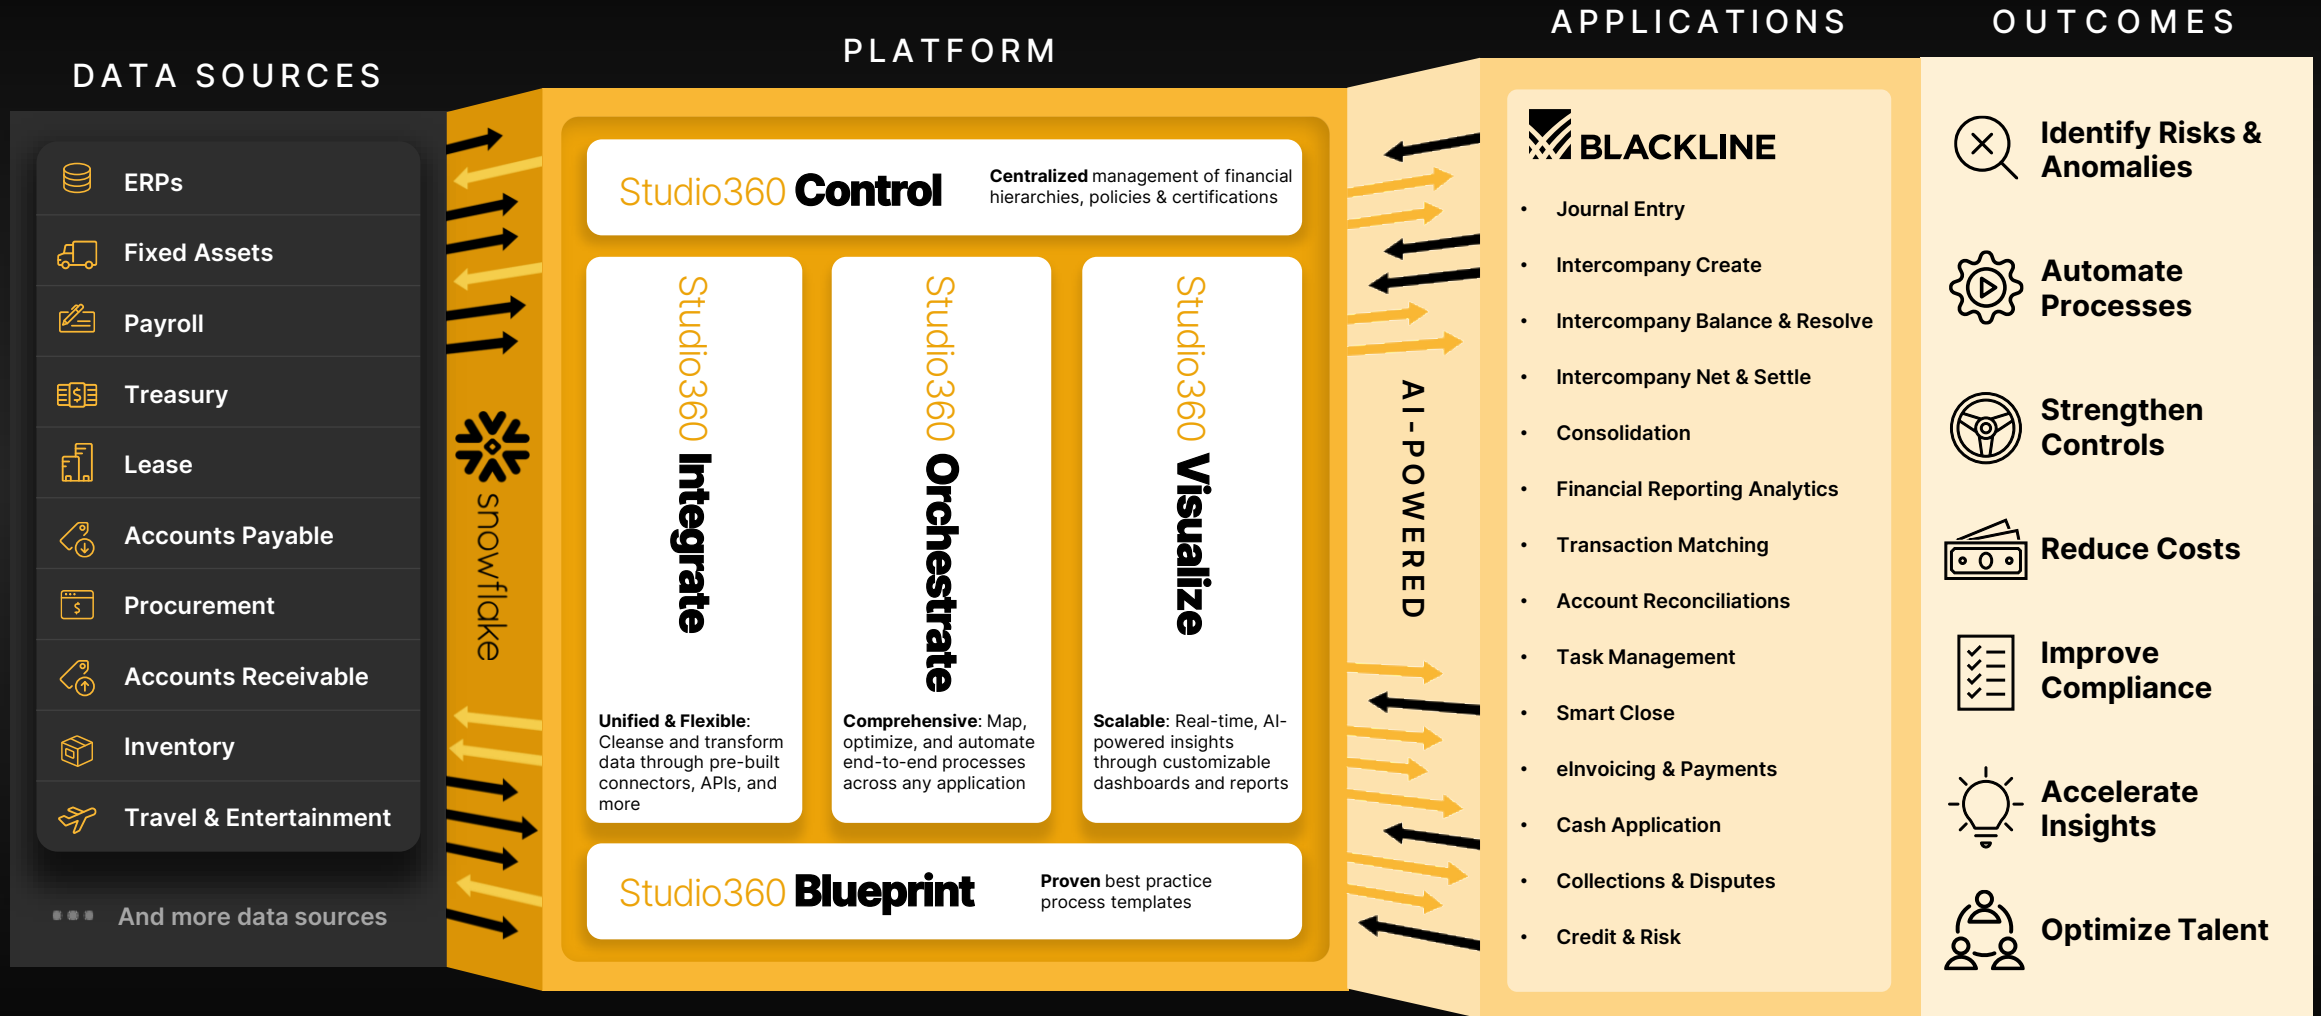 DATA SOURCES
ERPs
Fixed Assets
Payroll
Treasury
Lease
Accounts Payable
Procurement
Accounts Receivable
Inventory
Travel & Entertainment
And more data sources
snowflake
PLATFORM
Studio360 Control
Centralized management of financial
hierarchies, policies & certifications
Studio360 Integrate
Unified & Flexible:
Cleanse and transform
data through pre-built
connectors, APIs, and
more
Studio360 Orchestrate
Comprehensive: Map,
optimize, and automate
end-to-end processes
across any application
Studio360 Visualize
Scalable: Real-time, AI-
powered insights
through customizable
dashboards and reports
Studio360 Blueprint
Proven best practice
process templates
AI-POWERED
APPLICATIONS
BLACKLINE
• Journal Entry
• Intercompany Create
• Intercompany Balance & Resolve
• Intercompany Net & Settle
• Consolidation
• Financial Reporting Analytics
• Transaction Matching
• Account Reconciliations
• Task Management
• Smart Close
• eInvoicing & Payments
• Cash Application
• Collections & Disputes
• Credit & Risk
OUTCOMES
Identify Risks &
Anomalies
Automate
Processes
Strengthen
Controls
Reduce Costs
Improve
Compliance
Accelerate
Insights
Optimize Talent